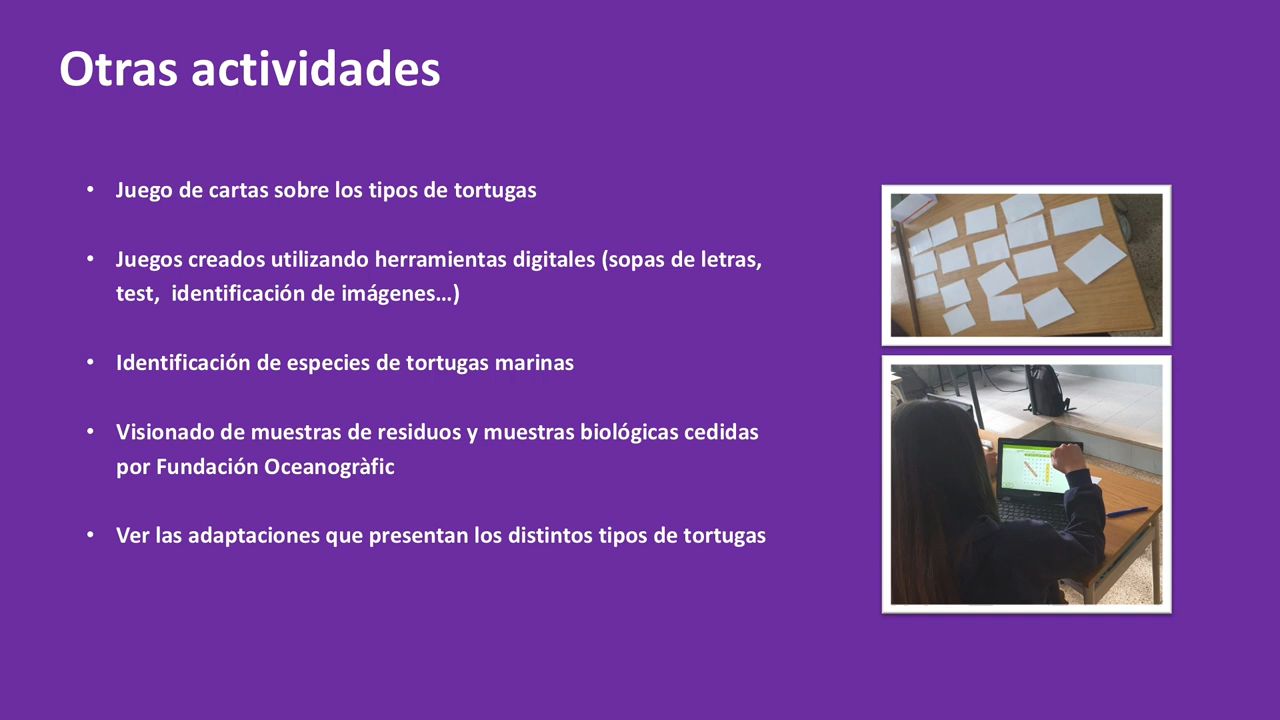 Otras actividades
• Juego de cartas sobre los tipos de tortugas
• Juegos creados utilizando herramientas digitales (sopas de letras,
test,  identificación de imágenes...)
• Identificación de especies de tortugas marinas
• Visionado de muestras de residuos y muestras biológicas cedidas
por Fundación Oceanogràfic
• Ver las adaptaciones que presentan los distintos tipos de tortugas